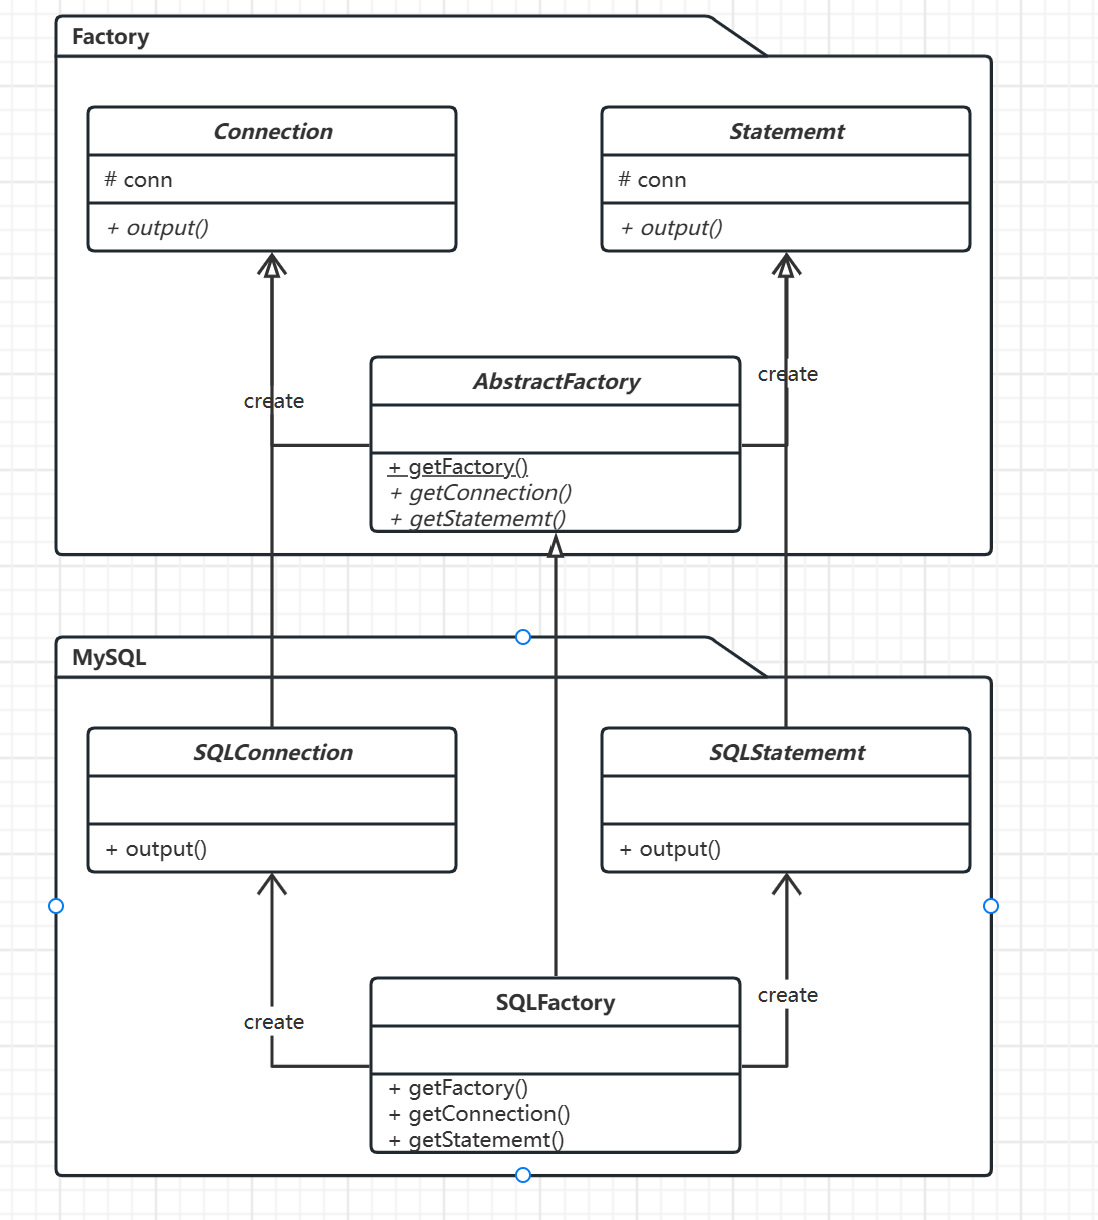 Factory
Connection
# conn
+ output()
Statememt
# conn
+ output()
create
create
AbstractFactory
+ getFactory()
+ getConnection()
+ getStatememt()
MySQL
SQLConnection
+ output()
SQLStatememt
+ output()
create
create
SQLFactory
+ getFactory()
+ getConnection()
+ getStatememt()